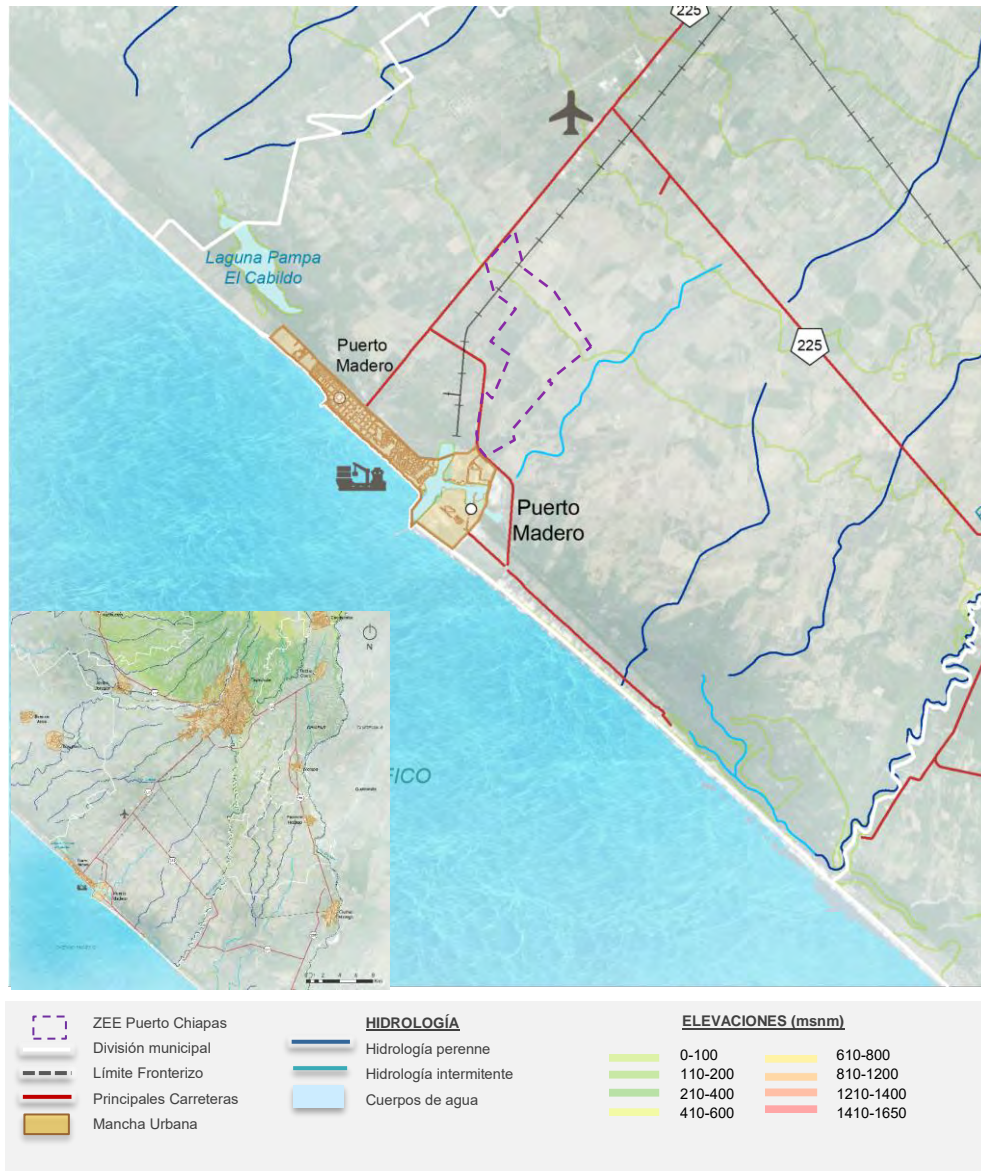 225
Laguna Pampa
El Cabildo
Puerto
Madero
225
Puerto
Madero
FICO
N
ZEE Puerto Chiapas
División municipal
Límite Fronterizo
Principales Carreteras
Mancha Urbana
HIDROLOGÍA
Hidrología perenne
Hidrología intermitente
Cuerpos de agua
ELEVACIONES (msnm)
0-100
110-200
210-400
410-600
610-800
810-1200
1210-1400
1410-1650